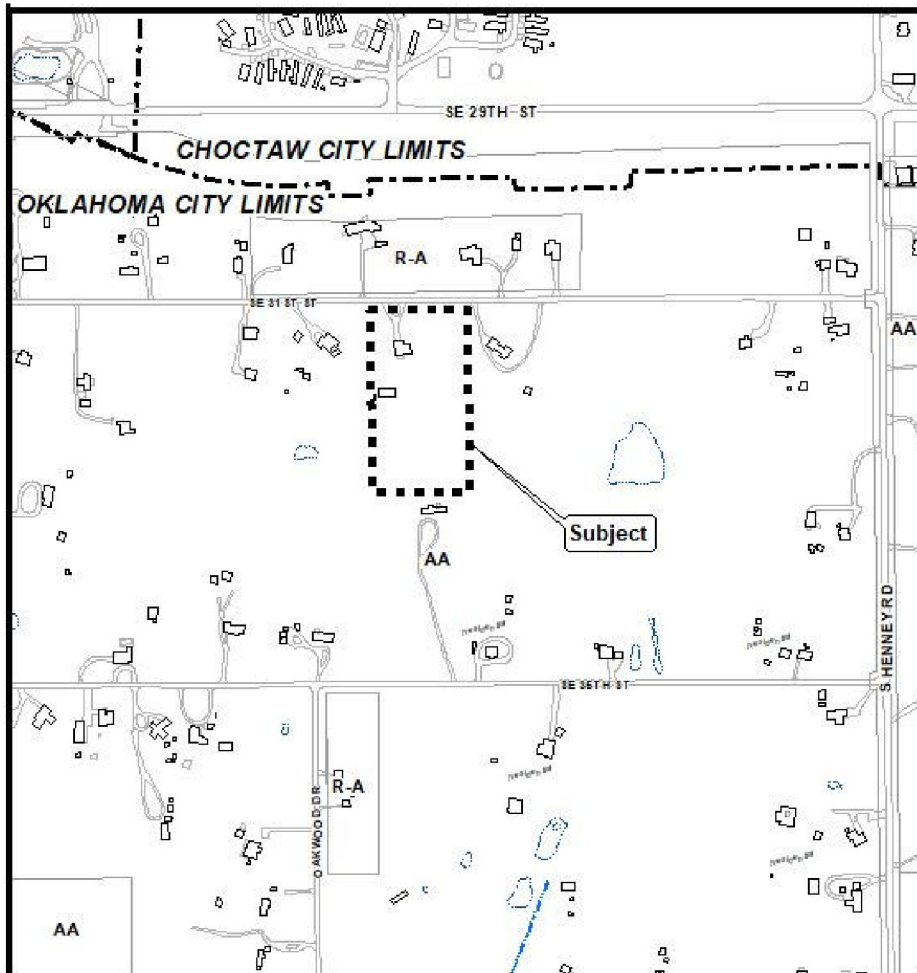 SE 29TH ST
CHOCTAW CITY LIMITS
OKLAHOMA CITY LIMITS
R-A
SE 31ST ST
AA
Subject
AA
S HENNEY RD
SE 35TH ST
R-A
OAKWOOD DR
AA